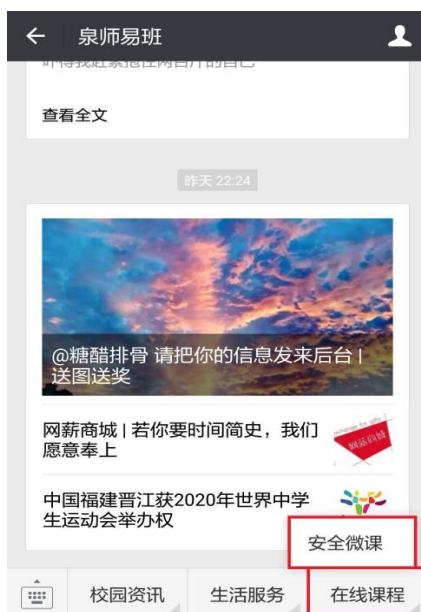 泉师易班
查看全文
昨天 22:24
@糖醋排骨 请把你的信息发来后台 |
送图送奖
网薪商城 | 若你要时间简史，我们
愿意奉上
网薪商城
中国福建晋江获2020年世界中学
生运动会举办权
安全微课
校园资讯
生活服务
在线课程